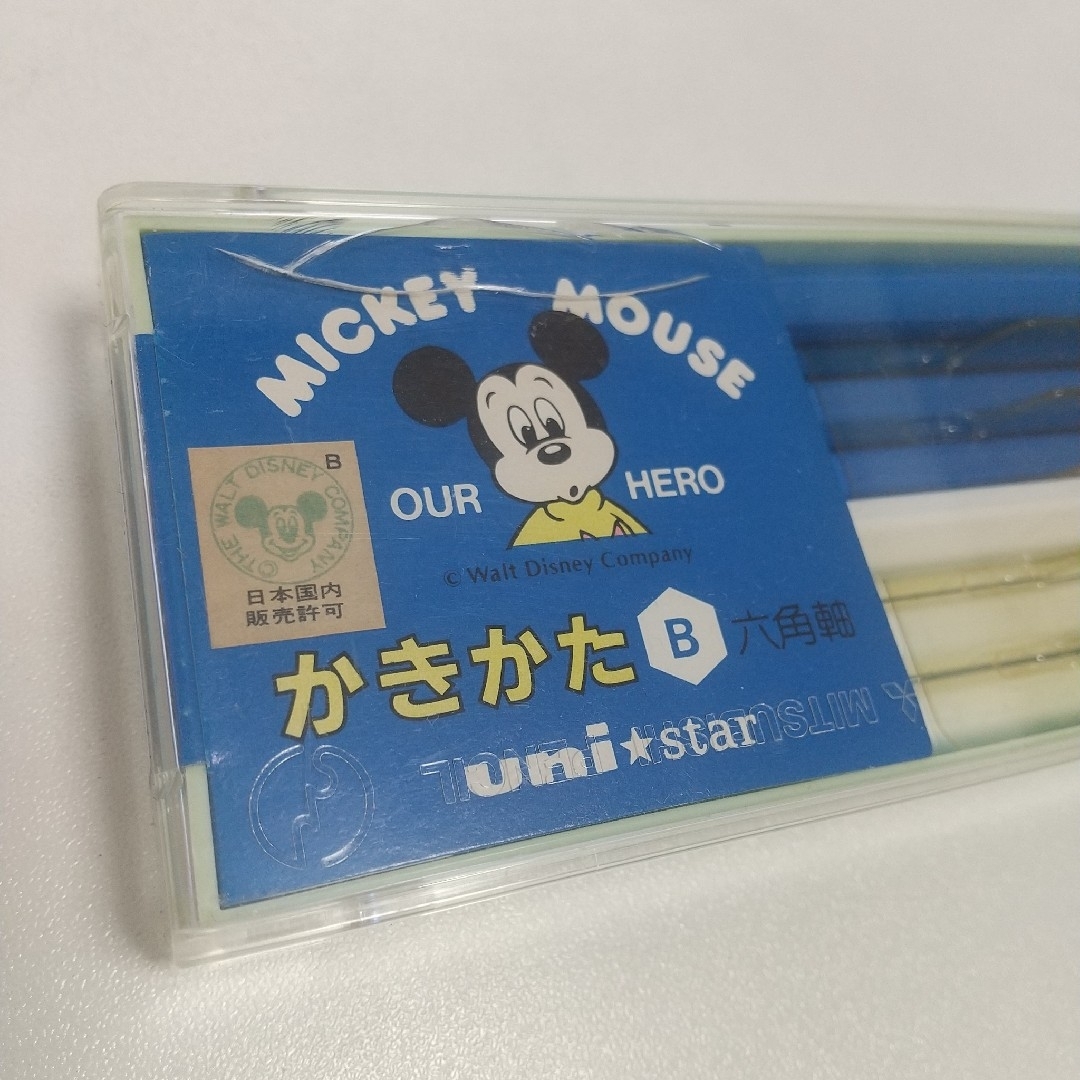 MICKEY MOUSE
OUR HERO
© Walt Disney Company
B
© THE WALT DISNEY COMPANY
日本国内
販売許可
かきかた B 六角軸
uni★star
MITSUBISHI PENCIL